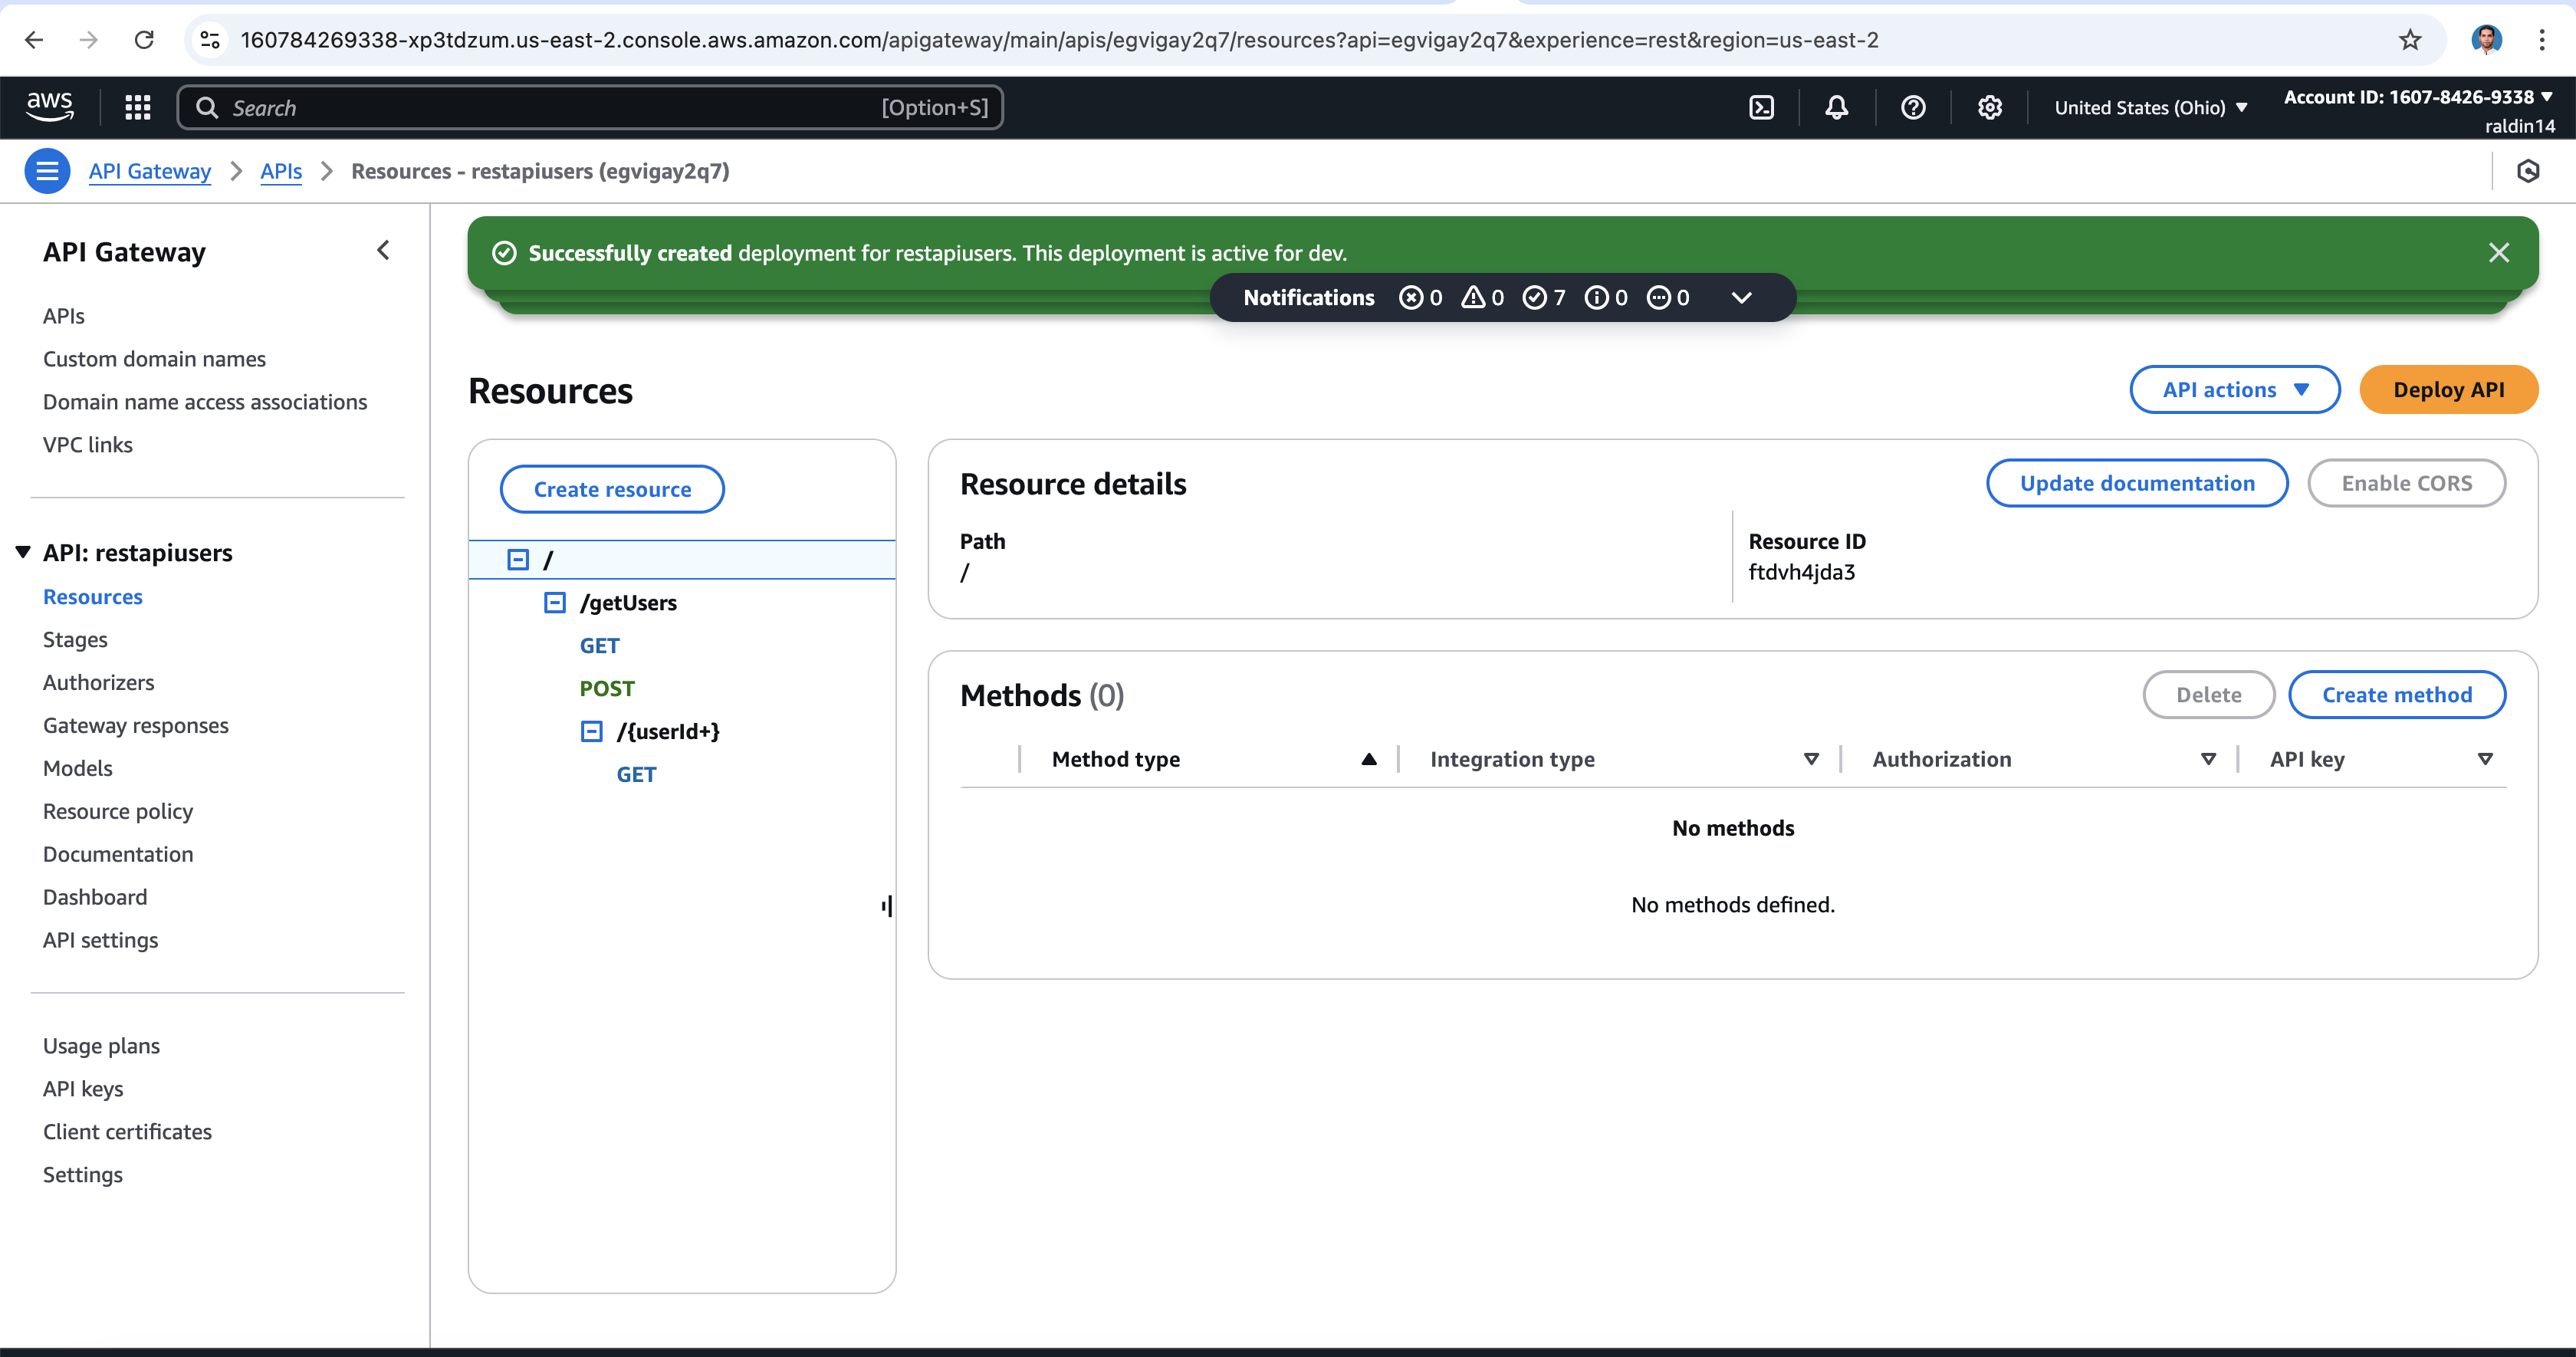 160784269338-xp3tdzum.us-east-2.console.aws.amazon.com/apigateway/main/apis/egvigay2q7/resources?api=egvigay2q7&experience=rest&region=us-east-2
aws
Search
[Option+S]
United States (Ohio)
Account ID: 1607-8426-9338
raldin14
API Gateway
APIs
Resources - restapiusers (egvigay2q7)
API Gateway
APIs
Custom domain names
Domain name access associations
VPC links
API: restapiusers
Resources
Stages
Authorizers
Gateway responses
Models
Resource policy
Documentation
Dashboard
API settings
Usage plans
API keys
Client certificates
Settings
Successfully created deployment for restapiusers. This deployment is active for dev.
Notifications 0 0 7 0 0
Resources
API actions
Deploy API
Create resource
/
/getUsers
GET
POST
/{userId+}
GET
Resource details
Update documentation
Enable CORS
Path
/
Resource ID
ftdvh4jda3
Methods (0)
Delete
Create method
Method type
Integration type
Authorization
API key
No methods
No methods defined.